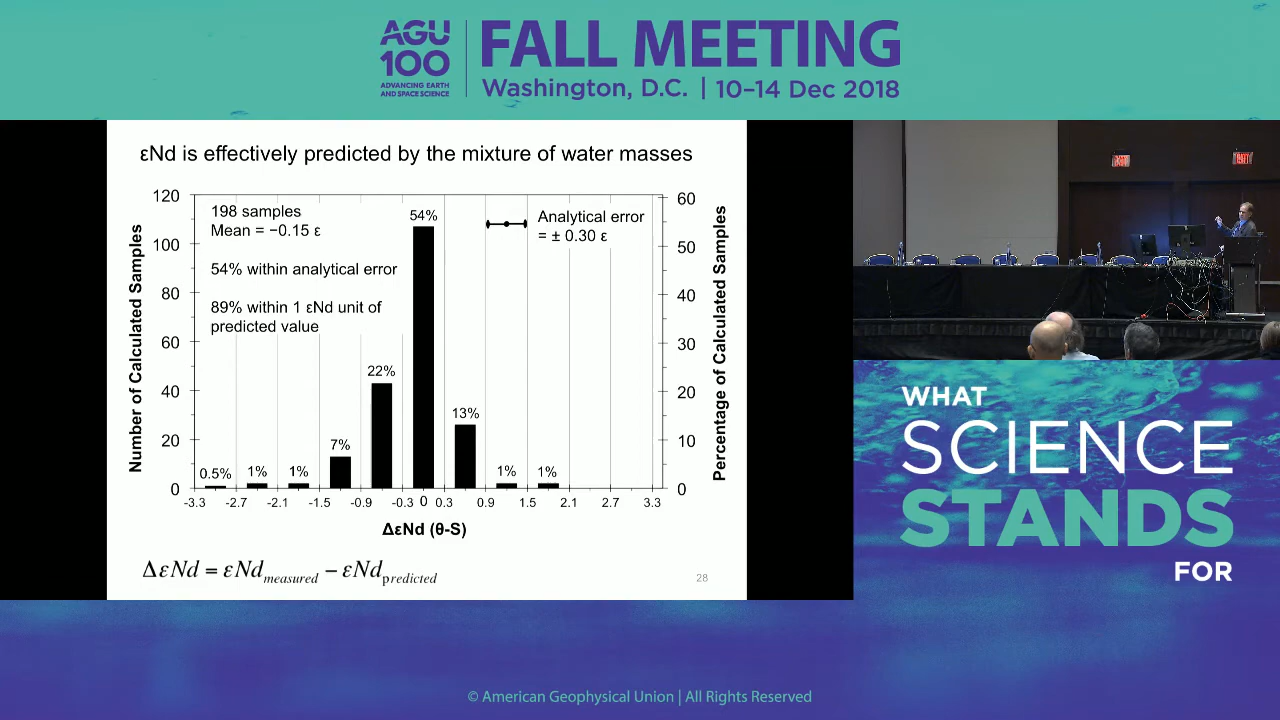 AGU
100
ADVANCING EARTH
AND SPACE SCIENCE
FALL MEETING
Washington, D.C. | 10–14 Dec 2018
εNd is effectively predicted by the mixture of water masses
Number of Calculated Samples
120
100
80
60
40
20
0
198 samples
Mean = −0.15 ε
54% within analytical error
89% within 1 εNd unit of
predicted value
Analytical error
= ± 0.30 ε
0.5%
1%
1%
7%
22%
54%
13%
1%
1%
60
50
40
30
20
10
0
Percentage of Calculated Samples
-3.3 -2.7 -2.1 -1.5 -0.9 -0.3 0 0.3 0.9 1.5 2.1 2.7 3.3
ΔεNd (θ-S)
ΔεNd = εNdmeasured − εNdpredicted
28
EXIT
EXIT
WHAT
SCIENCE
STANDS
FOR
© American Geophysical Union | All Rights Reserved